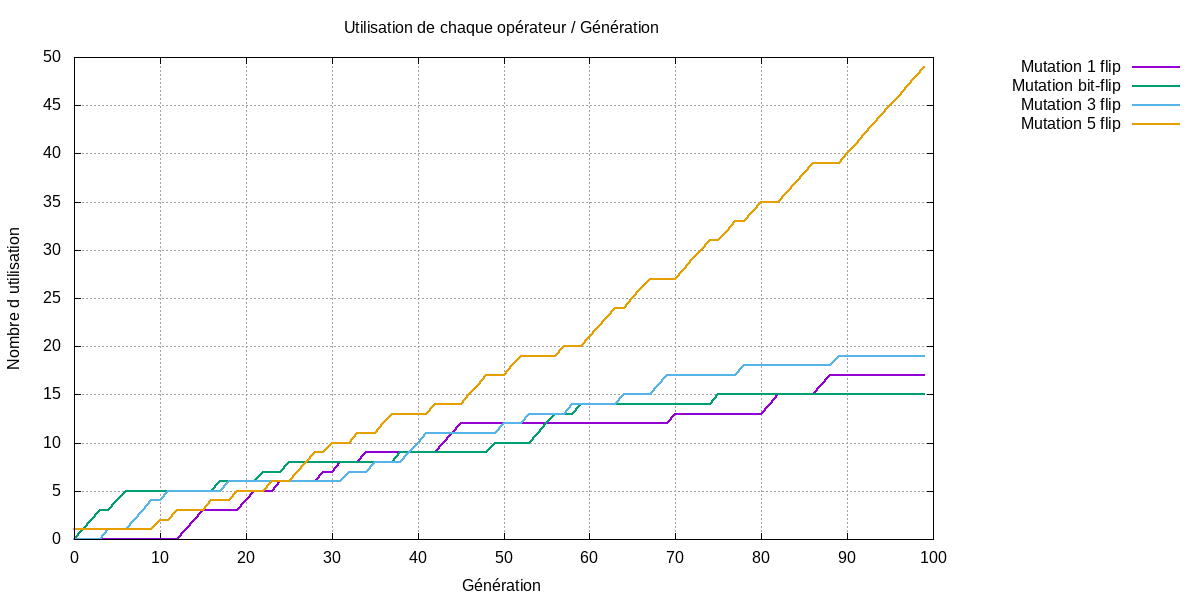 Utilisation de chaque opérateur / Génération
50
45
40
35
30
25
20
15
10
5
0
0 10 20 30 40 50 60 70 80 90 100
Nombre d utilisation
Génération
Mutation 1 flip
Mutation bit-flip
Mutation 3 flip
Mutation 5 flip